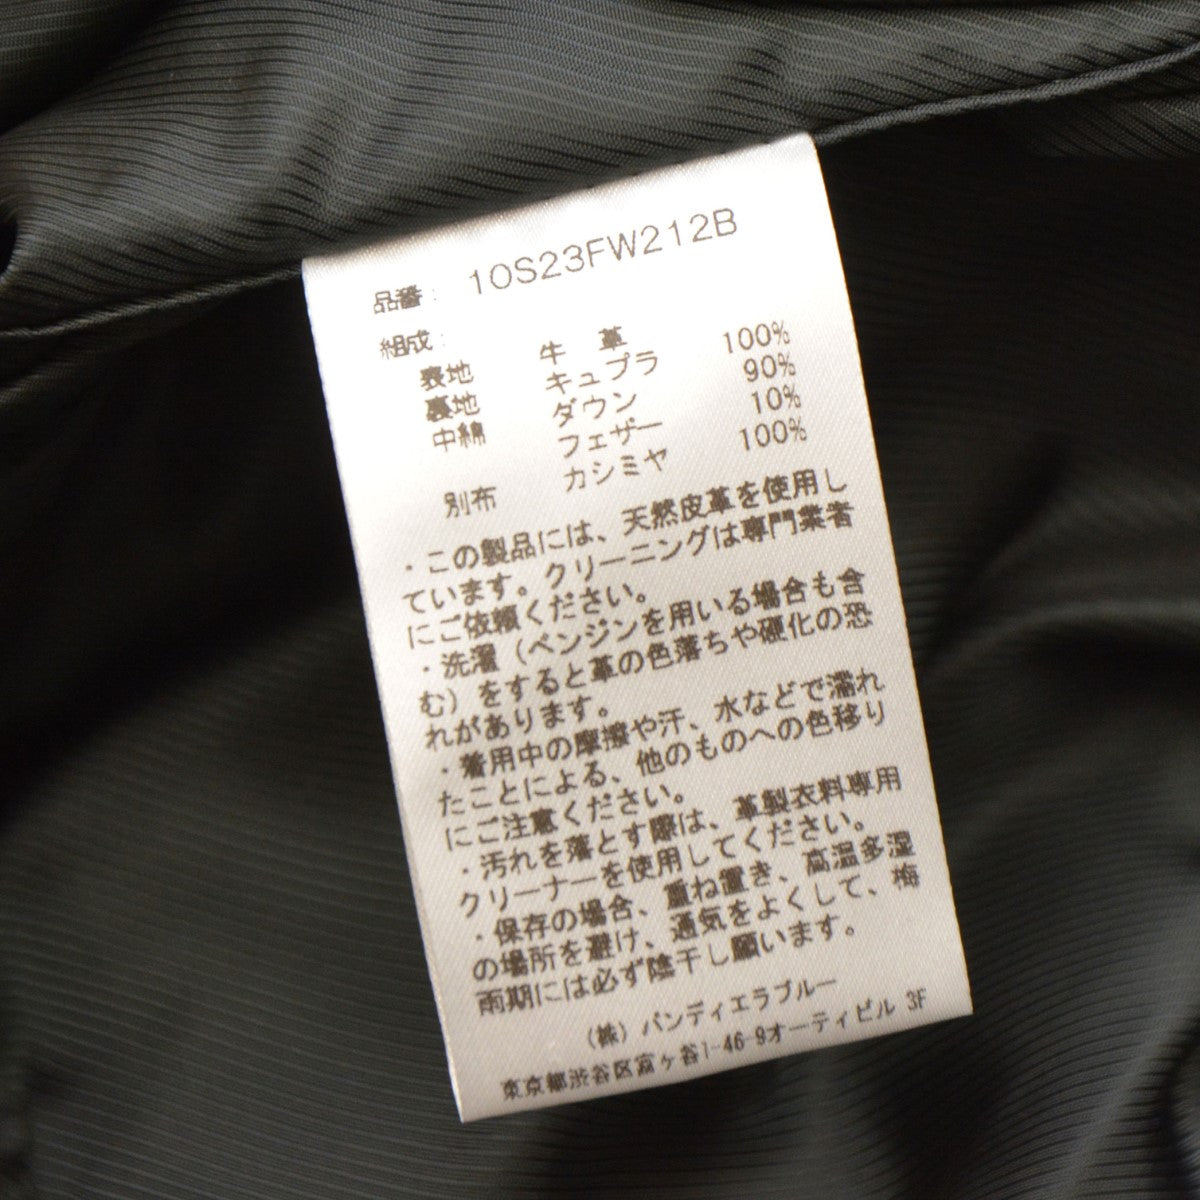 品番： 10S23FW212B
組成：
表地 牛 革
裏地 キュプラ 100%
中綿 ダウン 90%
フェザー 10%
別布 カシミヤ 100%
・この製品には、天然皮革を使用し
ています。クリーニングは専門業者
にご依頼ください。
・洗濯（ベンジンを用いる場合も含
む）をすると革の色落ちや硬化の恐
れがあります。
・着用中の摩擦や汗、水などで濡れ
たことによる、他のものへの色移り
にご注意ください。
・汚れを落とす際は、革製衣料専用
クリーナーを使用してください。
・保存の場合、重ね置き、高温多湿
の場所を避け、通気をよくして、梅
雨期には必ず陰干し願います。
（株）バンディエラブルー
東京都渋谷区富ヶ谷1-46-9オーティビル 3F